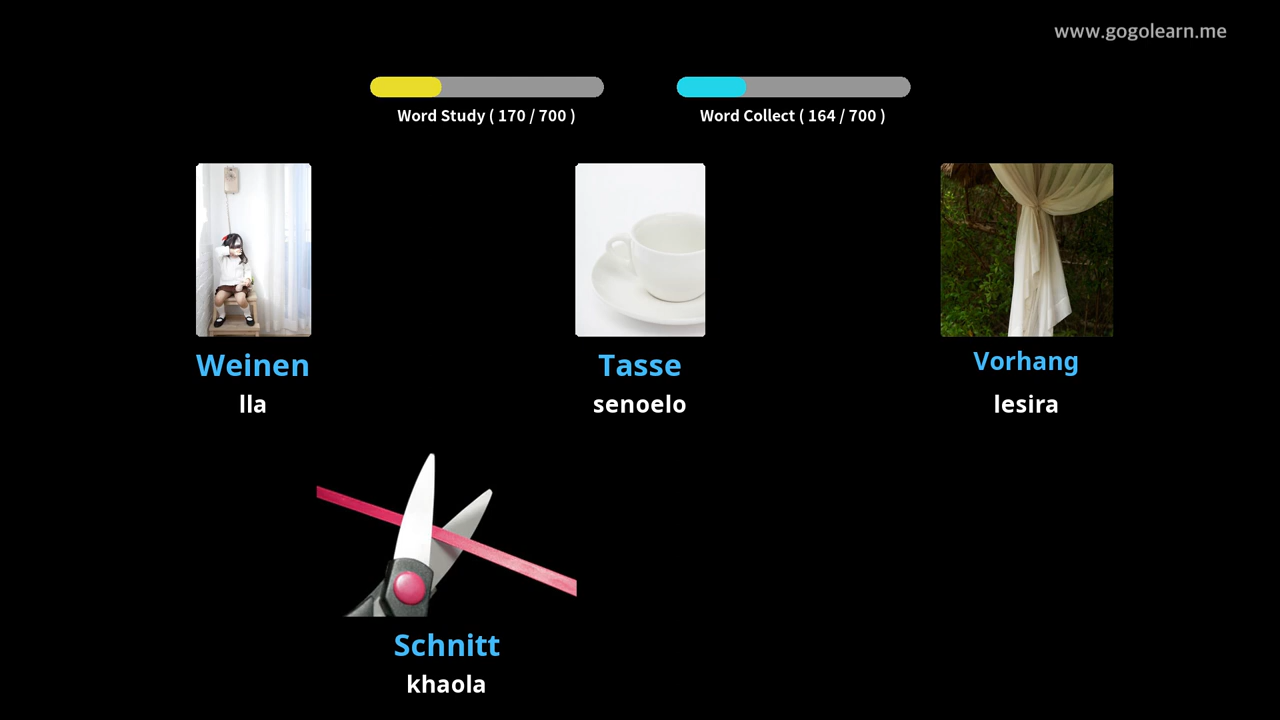 www.gogolearn.me
Word Study ( 170 / 700 )
Word Collect ( 164 / 700 )
Weinen
lla
Tasse
senoelo
Vorhang
lesira
Schnitt
khaola